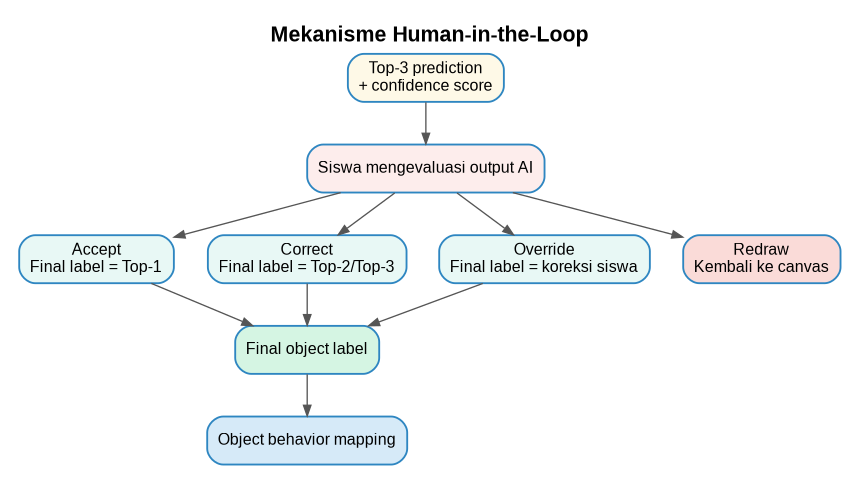 Mekanisme Human-in-the-Loop
Top-3 prediction
+ confidence score
Siswa mengevaluasi output AI
Accept
Final label = Top-1
Correct
Final label = Top-2/Top-3
Override
Final label = koreksi siswa
Redraw
Kembali ke canvas
Final object label
Object behavior mapping